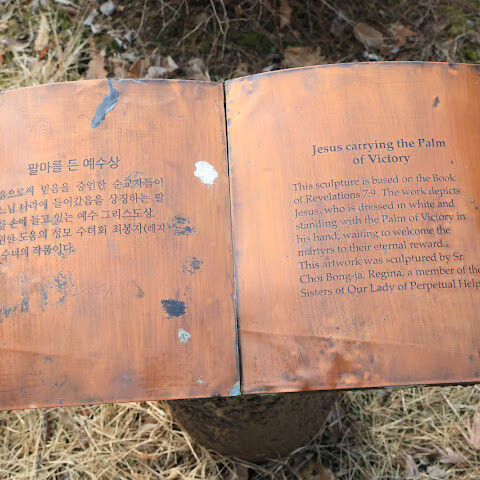 팔마를 든 예수상
음으로써 믿음을 증언한 순교자들이
느님 나라에 들어갔음을 상징하는 팔
를 손에 들고 있는 예수 그리스도상.
원한 도움의 성모 수녀회 최봉자(레지
수녀의 작품이다.
Jesus carrying the Palm
of Victory
This sculpture is based on the Book
of Revelations 7-9. The work depicts
Jesus, who is dressed in white and
standing with the Palm of Victory in
his hand, waiting to welcome the
martyrs to their eternal reward.
This artwork was sculptured by Sr.
Choi Bong-ja, Regina, a member of the
Sisters of Our Lady of Perpetual Help